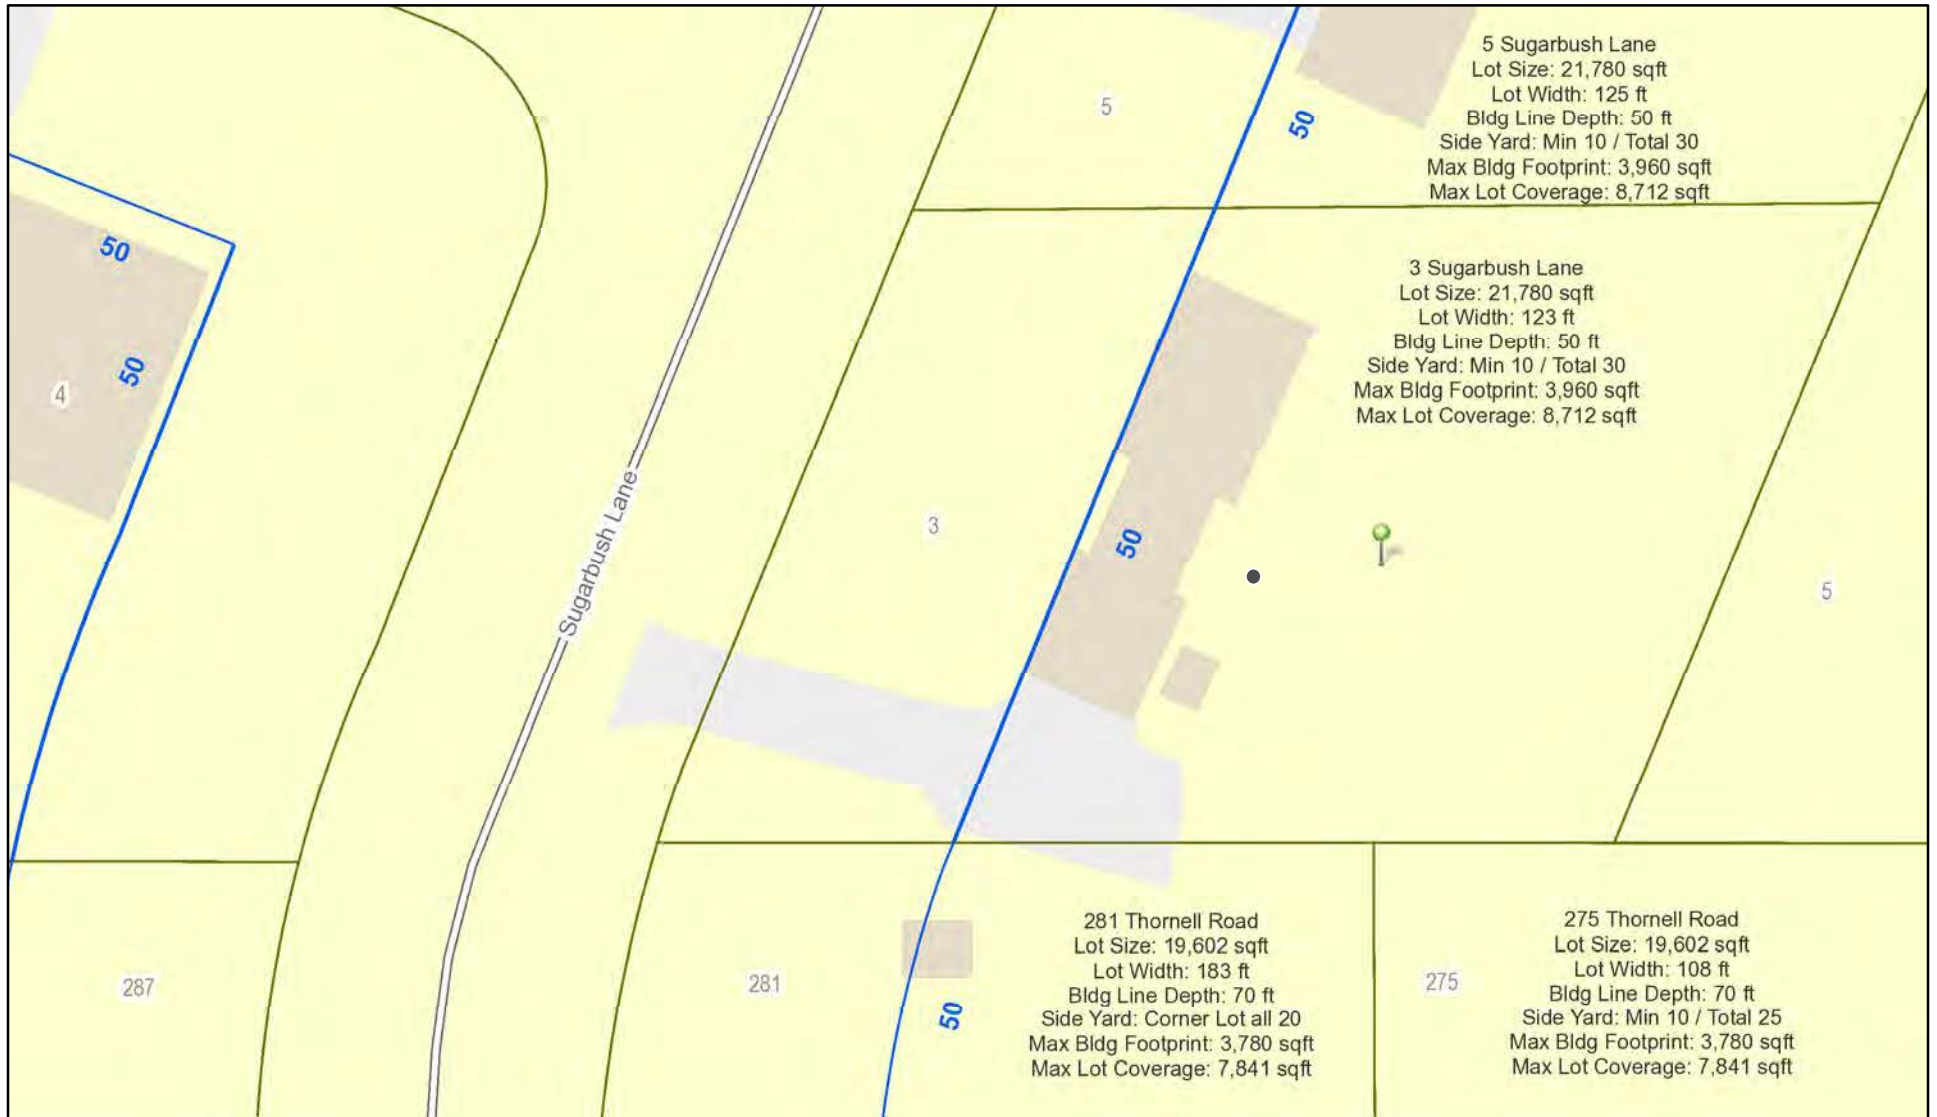 5 Sugarbush Lane
Lot Size: 21,780 sqft
Lot Width: 125 ft
Bldg Line Depth: 50 ft
Side Yard: Min 10 / Total 30
Max Bldg Footprint: 3,960 sqft
Max Lot Coverage: 8,712 sqft
5
50
50
50
4
3 Sugarbush Lane
Lot Size: 21,780 sqft
Lot Width: 123 ft
Bldg Line Depth: 50 ft
Side Yard: Min 10 / Total 30
Max Bldg Footprint: 3,960 sqft
Max Lot Coverage: 8,712 sqft
Sugarbush Lane
3
50
5
281 Thornell Road
Lot Size: 19,602 sqft
Lot Width: 183 ft
Bldg Line Depth: 70 ft
Side Yard: Corner Lot all 20
Max Bldg Footprint: 3,780 sqft
Max Lot Coverage: 7,841 sqft
275 Thornell Road
Lot Size: 19,602 sqft
Lot Width: 108 ft
Bldg Line Depth: 70 ft
Side Yard: Min 10 / Total 25
Max Bldg Footprint: 3,780 sqft
Max Lot Coverage: 7,841 sqft
287
281
50
275